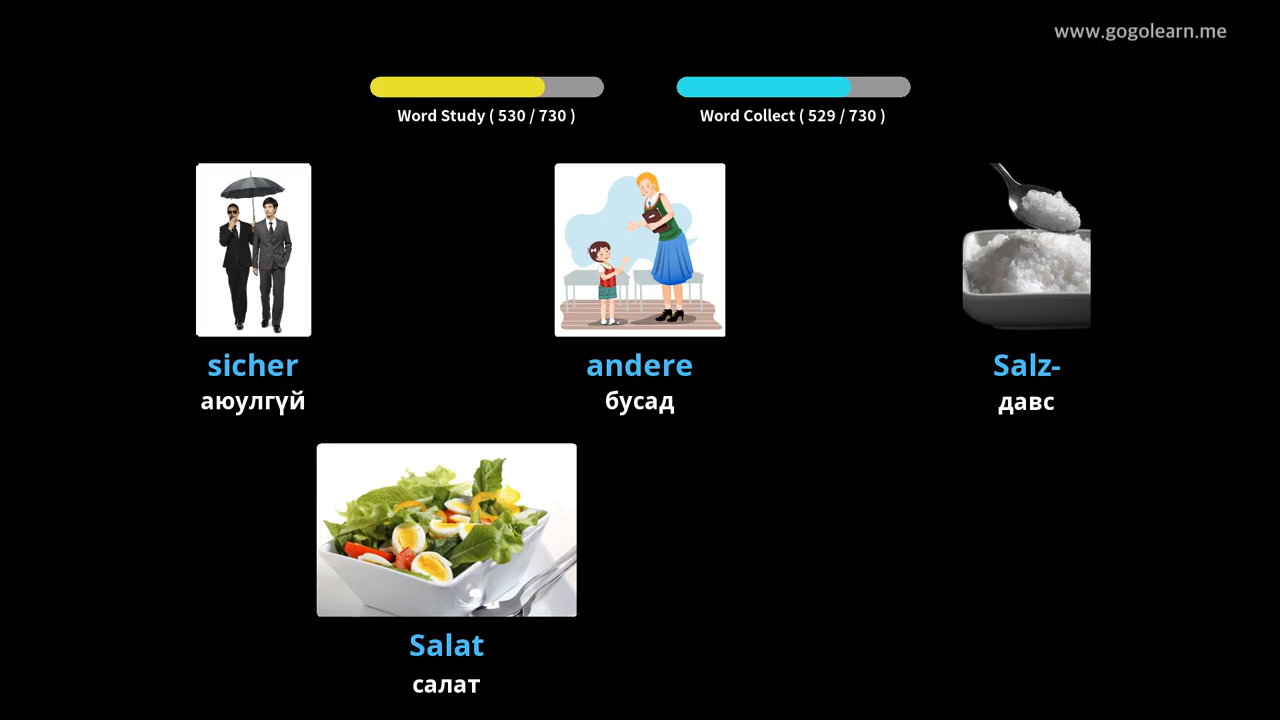 www.gogolearn.me
Word Study ( 530 / 730 )
Word Collect ( 529 / 730 )
sicher
аюулгүй
andere
бусад
Salz-
давс
Salat
салат